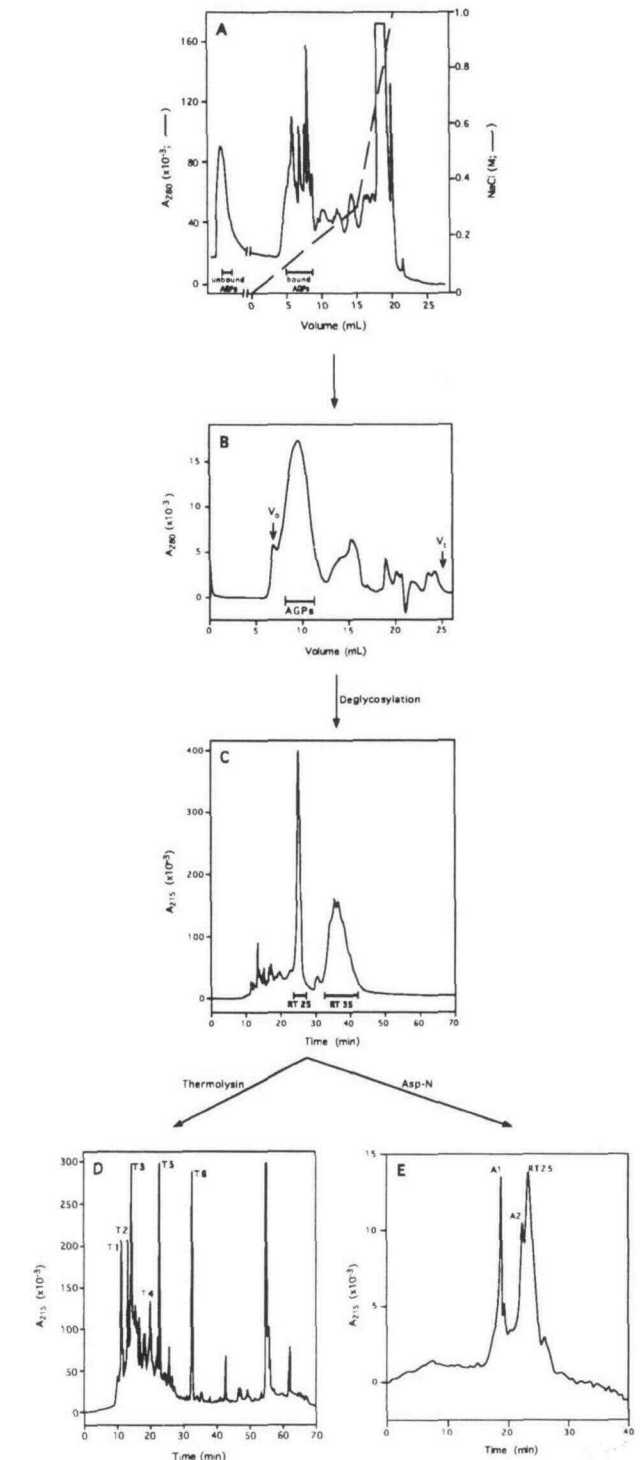 A
160
120
80
40
0
A280 (x10-3; —)
1.0
0.8
0.6
0.4
0.2
0
NaCl (M; —)
unbound
AGPs
bound
AGPs
0 5 10 15 20 25
Volume (mL)
B
15
10
5
0
A280 (x10-3)
Vo
Vt
AGPs
0 5 10 15 20 25
Volume (mL)
Deglycosylation
C
400
300
200
100
0
A215 (x10-3)
RT 25 RT 35
0 10 20 30 40 50 60 70
Time (min)
Thermolysin
Asp-N
D
300
250
200
150
100
50
0
A215 (x10-3)
T1
T2
T3
T4
T5
T6
0 10 20 30 40 50 60 70
Time (min)
E
15
10
5
0
A215 (x10-3)
A1
A2
RT25
0 10 20 30 40
Time (min)